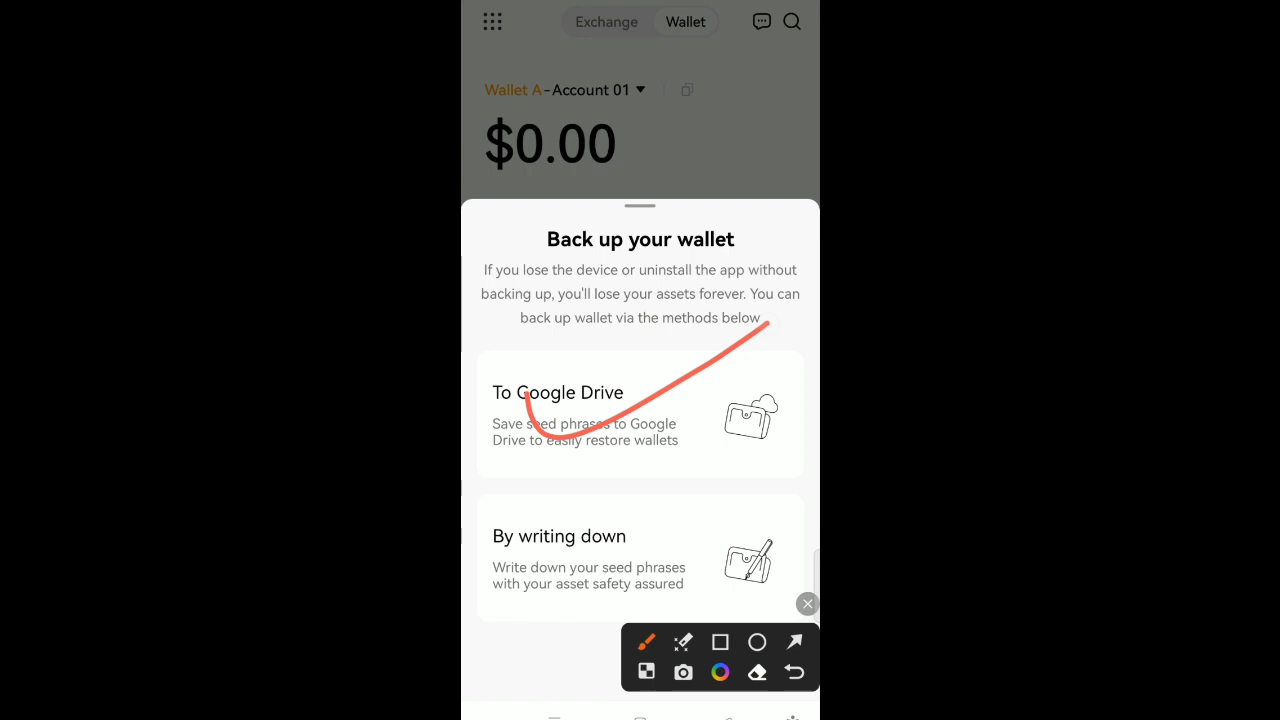 Exchange Wallet
Wallet A-Account 01
$0.00
Back up your wallet
If you lose the device or uninstall the app without
backing up, you'll lose your assets forever. You can
back up wallet via the methods below
To Google Drive
Save seed phrases to Google
Drive to easily restore wallets
By writing down
Write down your seed phrases
with your asset safety assured